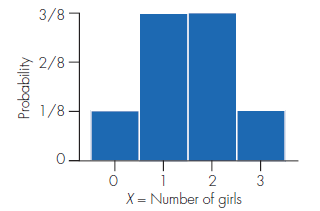 3/8
2/8
1/8
0
Probability
0 1 2 3
X = Number of girls